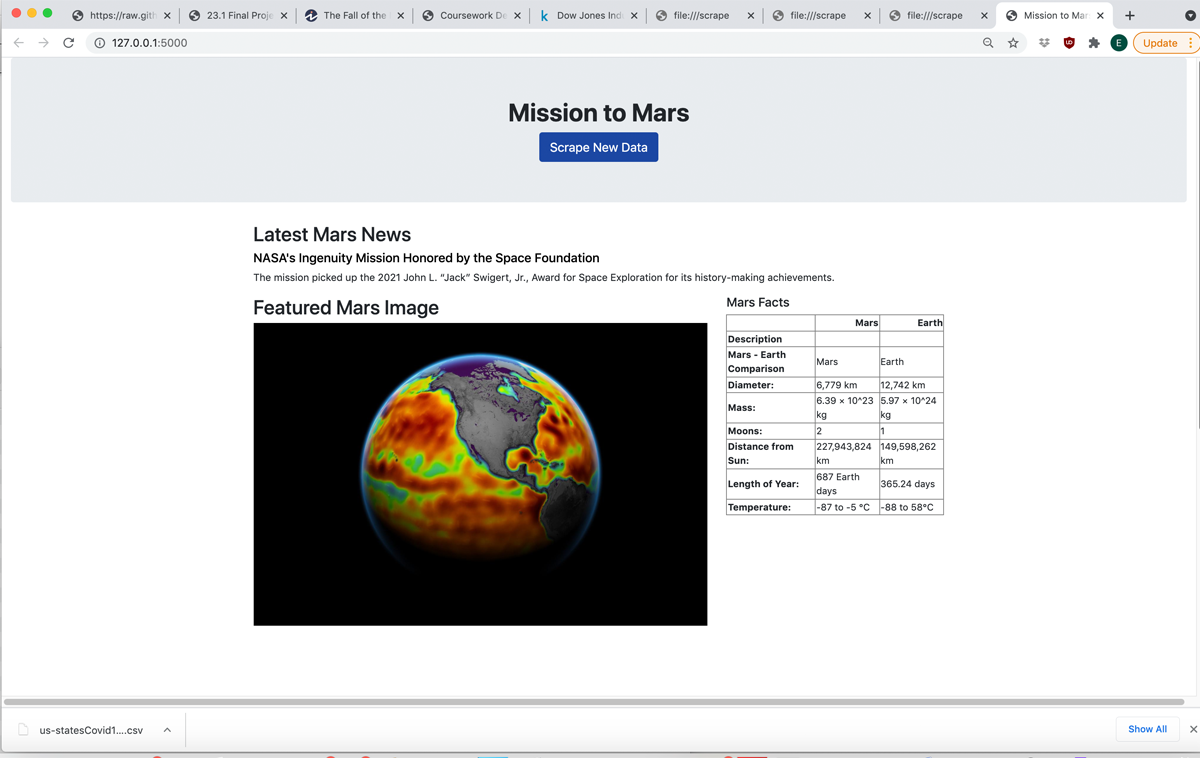 https://raw.gith
23.1 Final Proje
The Fall of the
Coursework De
Dow Jones Ind
file:///scrape
file:///scrape
file:///scrape
Mission to Mar
127.0.0.1:5000
E
Update
Mission to Mars
Scrape New Data
Latest Mars News
NASA's Ingenuity Mission Honored by the Space Foundation
The mission picked up the 2021 John L. “Jack” Swigert, Jr., Award for Space Exploration for its history-making achievements.
Featured Mars Image
Mars Facts
Mars Earth
Description
Mars - Earth
Comparison
Mars Earth
Diameter: 6,779 km 12,742 km
Mass:
6.39 × 10^23
kg
5.97 × 10^24
kg
Moons: 2 1
Distance from
Sun:
227,943,824
km
149,598,262
km
Length of Year:
687 Earth
days
365.24 days
Temperature: -87 to -5 °C -88 to 58°C
us-statesCovid1....csv
Show All